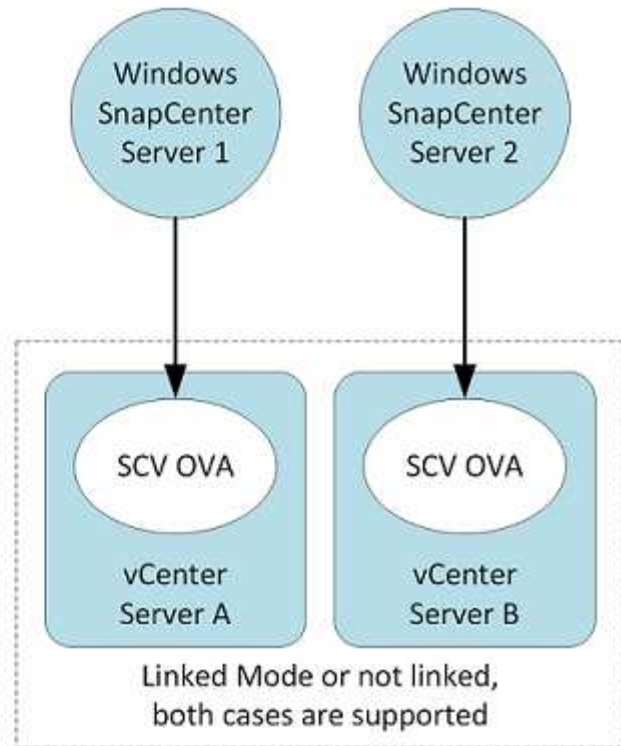 Windows
SnapCenter
Server 1
Windows
SnapCenter
Server 2
SCV OVA
vCenter
Server A
SCV OVA
vCenter
Server B
Linked Mode or not linked,
both cases are supported